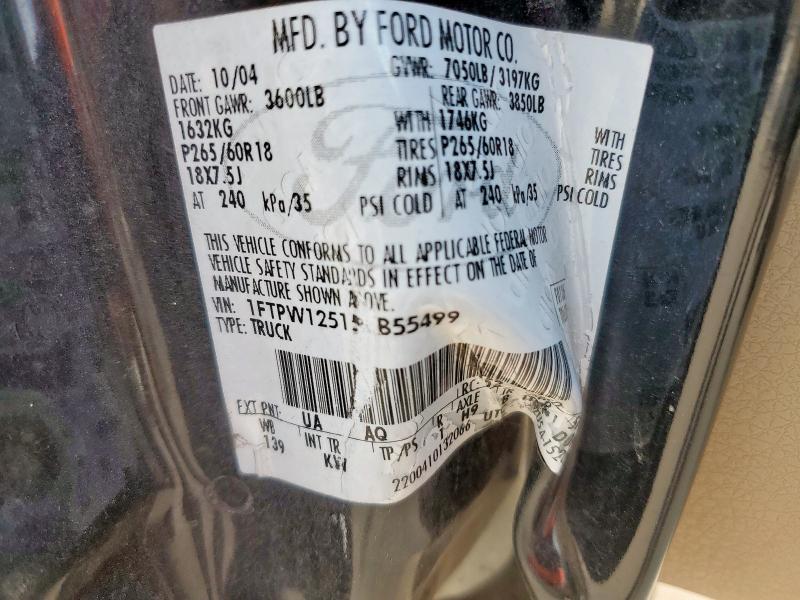 MFD. BY FORD MOTOR CO.
DATE: 10/04 GVWR: 7050LB / 3197KG
FRONT GAWR: 3600LB REAR GAWR: 3850LB
1632KG WITH 1746KG WITH
P265/60R18 TIRES P265/60R18 TIRES
18X7.5J RIMS 18X7.5J RIMS
AT 240 kPa/35 PSI COLD AT 240 kPa/35 PSI COLD
THIS VEHICLE CONFORMS TO ALL APPLICABLE FEDERAL MOTOR
VEHICLE SAFETY STANDARDS IN EFFECT ON THE DATE OF
MANUFACTURE SHOWN ABOVE.
VIN: 1FTPW12515 B55499
TYPE: TRUCK
EXT PNT: UA AQ
WB INT TR TP/PS R AXLE
139 KW 1 H9
2200410132066